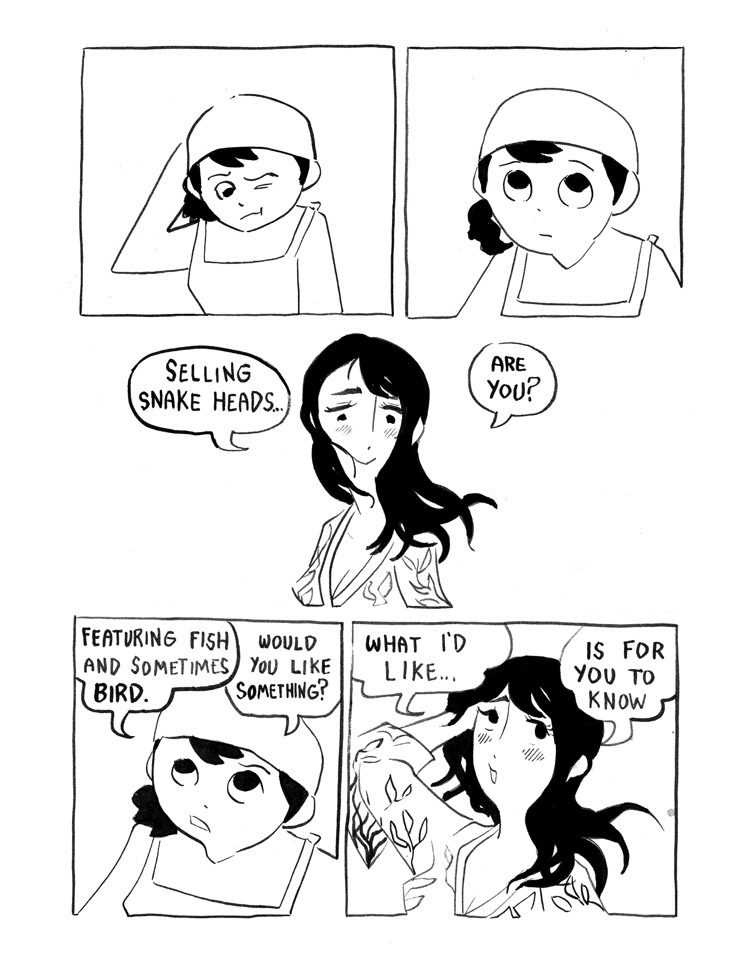 SELLING
SNAKE HEADS...
ARE
YOU?
FEATURING FISH
AND SOMETIMES
BIRD.
WOULD
YOU LIKE
SOMETHING?
WHAT I'D
LIKE...
IS FOR
YOU TO
KNOW